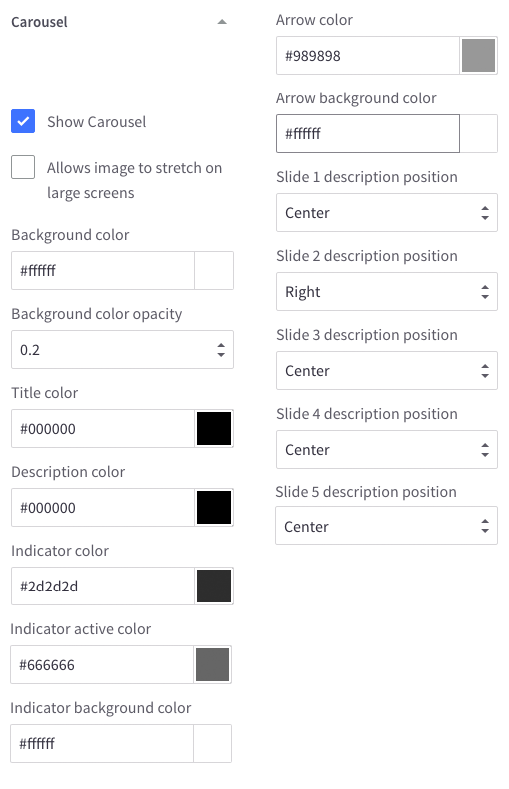 Carousel
Show Carousel
Allows image to stretch on
large screens
Background color
#ffffff
Background color opacity
0.2
Title color
#000000
Description color
#000000
Indicator color
#2d2d2d
Indicator active color
#666666
Indicator background color
#ffffff
Arrow color
#989898
Arrow background color
#ffffff
Slide 1 description position
Center
Slide 2 description position
Right
Slide 3 description position
Center
Slide 4 description position
Center
Slide 5 description position
Center